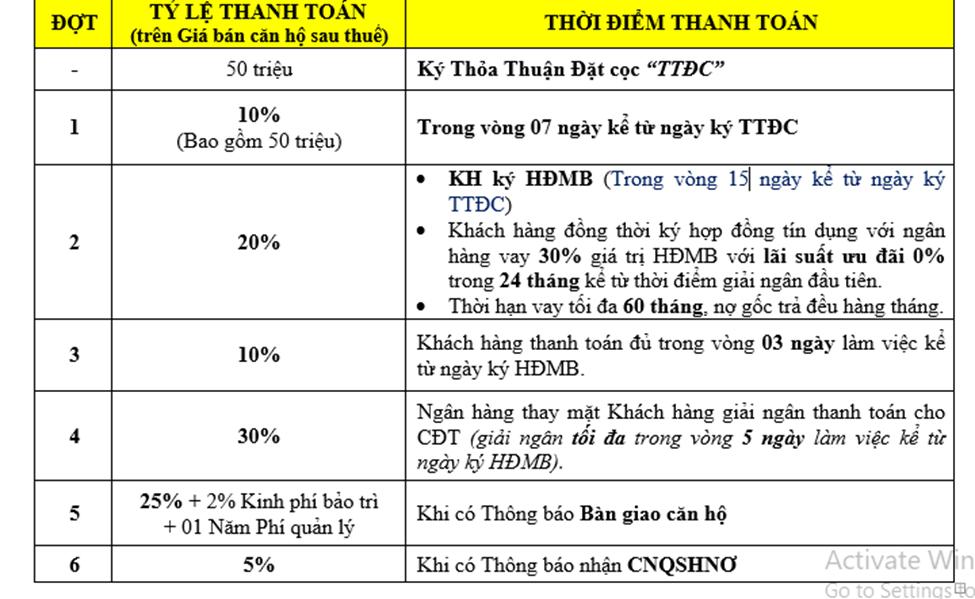 ĐỢT
TỶ LỆ THANH TOÁN
(trên Giá bán căn hộ sau thuế)
THỜI ĐIỂM THANH TOÁN
-
50 triệu
Ký Thỏa Thuận Đặt cọc “TTĐC”
1
10%
(Bao gồm 50 triệu)
Trong vòng 07 ngày kể từ ngày ký TTĐC
2
20%
• KH ký HĐMB (Trong vòng 15 ngày kể từ ngày ký
TTĐC)
• Khách hàng đồng thời ký hợp đồng tín dụng với ngân
hàng vay 30% giá trị HĐMB với lãi suất ưu đãi 0%
trong 24 tháng kể từ thời điểm giải ngân đầu tiên.
• Thời hạn vay tối đa 60 tháng, nợ gốc trả đều hàng tháng.
3
10%
Khách hàng thanh toán đủ trong vòng 03 ngày làm việc kể
từ ngày ký HĐMB.
4
30%
Ngân hàng thay mặt Khách hàng giải ngân thanh toán cho
CĐT (giải ngân tối đa trong vòng 5 ngày làm việc kể từ
ngày ký HĐMB).
5
25% + 2% Kinh phí bảo trì
+ 01 Năm Phí quản lý
Khi có Thông báo Bàn giao căn hộ
6
5%
Khi có Thông báo nhận CNQSHNƠ
Activate Win
Go to Settings to